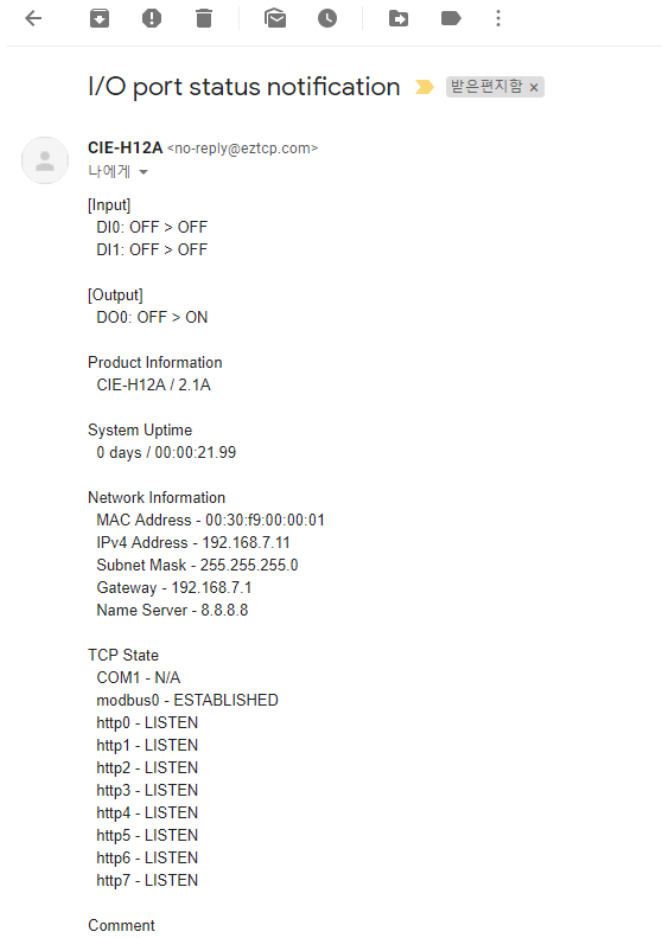 I/O port status notification 받은편지함 ×
CIE-H12A <no-reply@eztcp.com>
나에게
[Input]
DI0: OFF > OFF
DI1: OFF > OFF
[Output]
DO0: OFF > ON
Product Information
CIE-H12A / 2.1A
System Uptime
0 days / 00:00:21.99
Network Information
MAC Address - 00:30:f9:00:00:01
IPv4 Address - 192.168.7.11
Subnet Mask - 255.255.255.0
Gateway - 192.168.7.1
Name Server - 8.8.8.8
TCP State
COM1 - N/A
modbus0 - ESTABLISHED
http0 - LISTEN
http1 - LISTEN
http2 - LISTEN
http3 - LISTEN
http4 - LISTEN
http5 - LISTEN
http6 - LISTEN
http7 - LISTEN
Comment